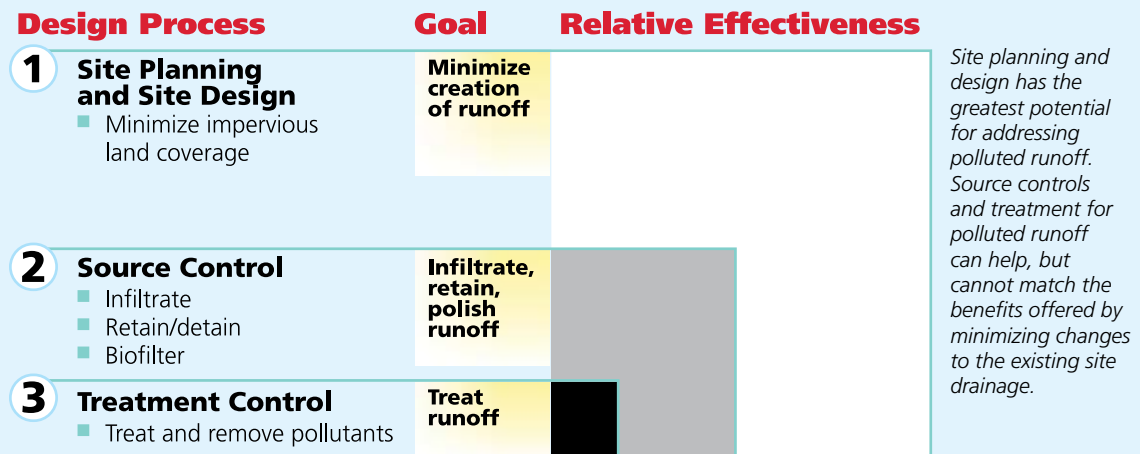 Design Process Goal Relative Effectiveness
1 Site Planning
and Site Design
Minimize impervious
land coverage
Minimize
creation
of runoff
2 Source Control
Infiltrate
Retain/detain
Biofilter
Infiltrate,
retain,
polish
runoff
3 Treatment Control
Treat and remove pollutants
Treat
runoff
Site planning and
design has the
greatest potential
for addressing
polluted runoff.
Source controls
and treatment for
polluted runoff
can help, but
cannot match the
benefits offered by
minimizing changes
to the existing site
drainage.